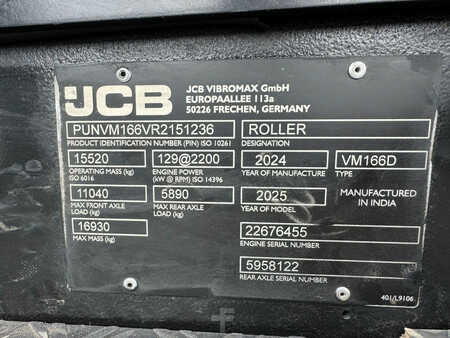 JCB
JCB VIBROMAX GmbH
EUROPAALLEE 113a
50226 FRECHEN, GERMANY
PUNVM166VR2151236
PRODUCT IDENTIFICATION NUMBER (PIN) ISO 10261
ROLLER
DESIGNATION
15520
OPERATING MASS (kg)
ISO 6016
129@2200
ENGINE POWER
(kW @ RPM) ISO 14396
2024
YEAR OF MANUFACTURE
VM166D
TYPE
11040
MAX FRONT AXLE
LOAD (kg)
5890
MAX REAR AXLE
LOAD (kg)
2025
YEAR OF MODEL
MANUFACTURED
IN INDIA
16930
MAX MASS (kg)
22676455
ENGINE SERIAL NUMBER
5958122
REAR AXLE SERIAL NUMBER
401/L9106